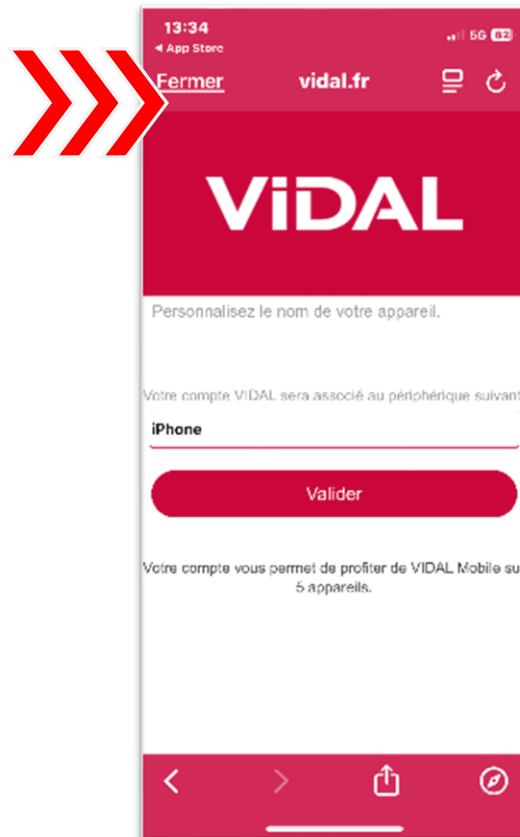 13:34
5G 62
◀ App Store
Fermer vidal.fr
ViDAL
Personnalisez le nom de votre appareil.
Votre compte VIDAL sera associé au périphérique suivant
iPhone
Valider
Votre compte vous permet de profiter de VIDAL Mobile su
5 appareils.